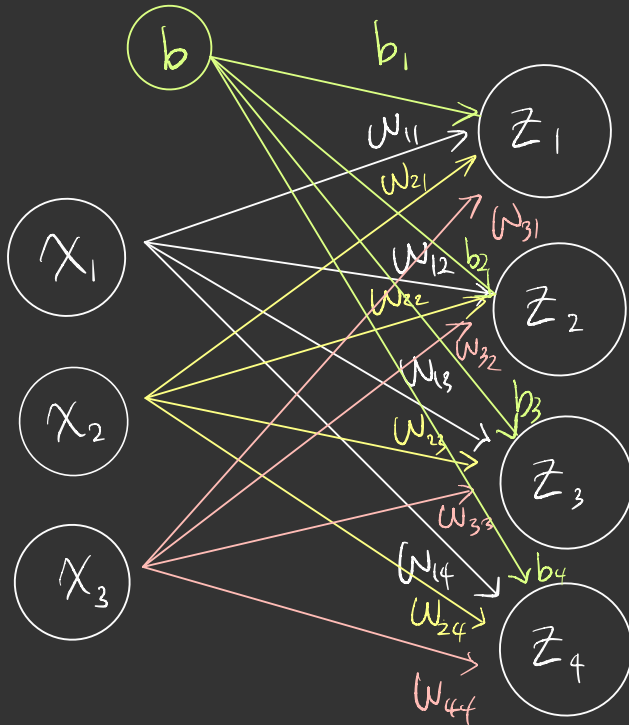 b
b₁
Z₁
W₁₁
W₂₁
W₃₁
X₁
W₁₂
b₂
Z₂
W₂₂
W₃₂
W₁₃
b₃
X₂
W₂₃
Z₃
W₃₃
X₃
W₁₄
b₄
W₂₄
Z₄
W₄₄